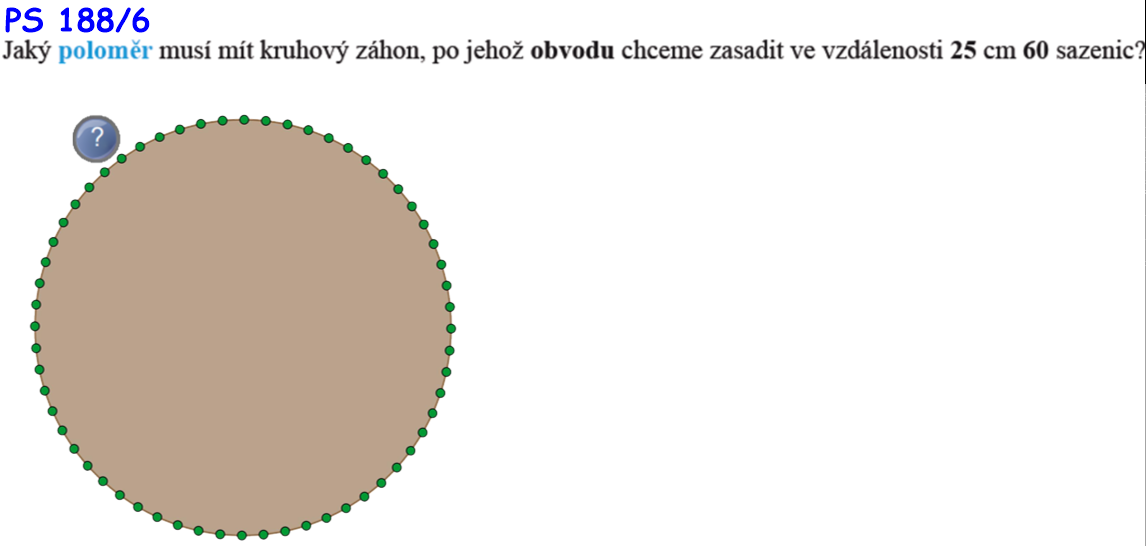 PS 188/6
Jaký poloměr musí mít kruhový záhon, po jehož obvodu chceme zasadit ve vzdálenosti 25 cm 60 sazenic?
?